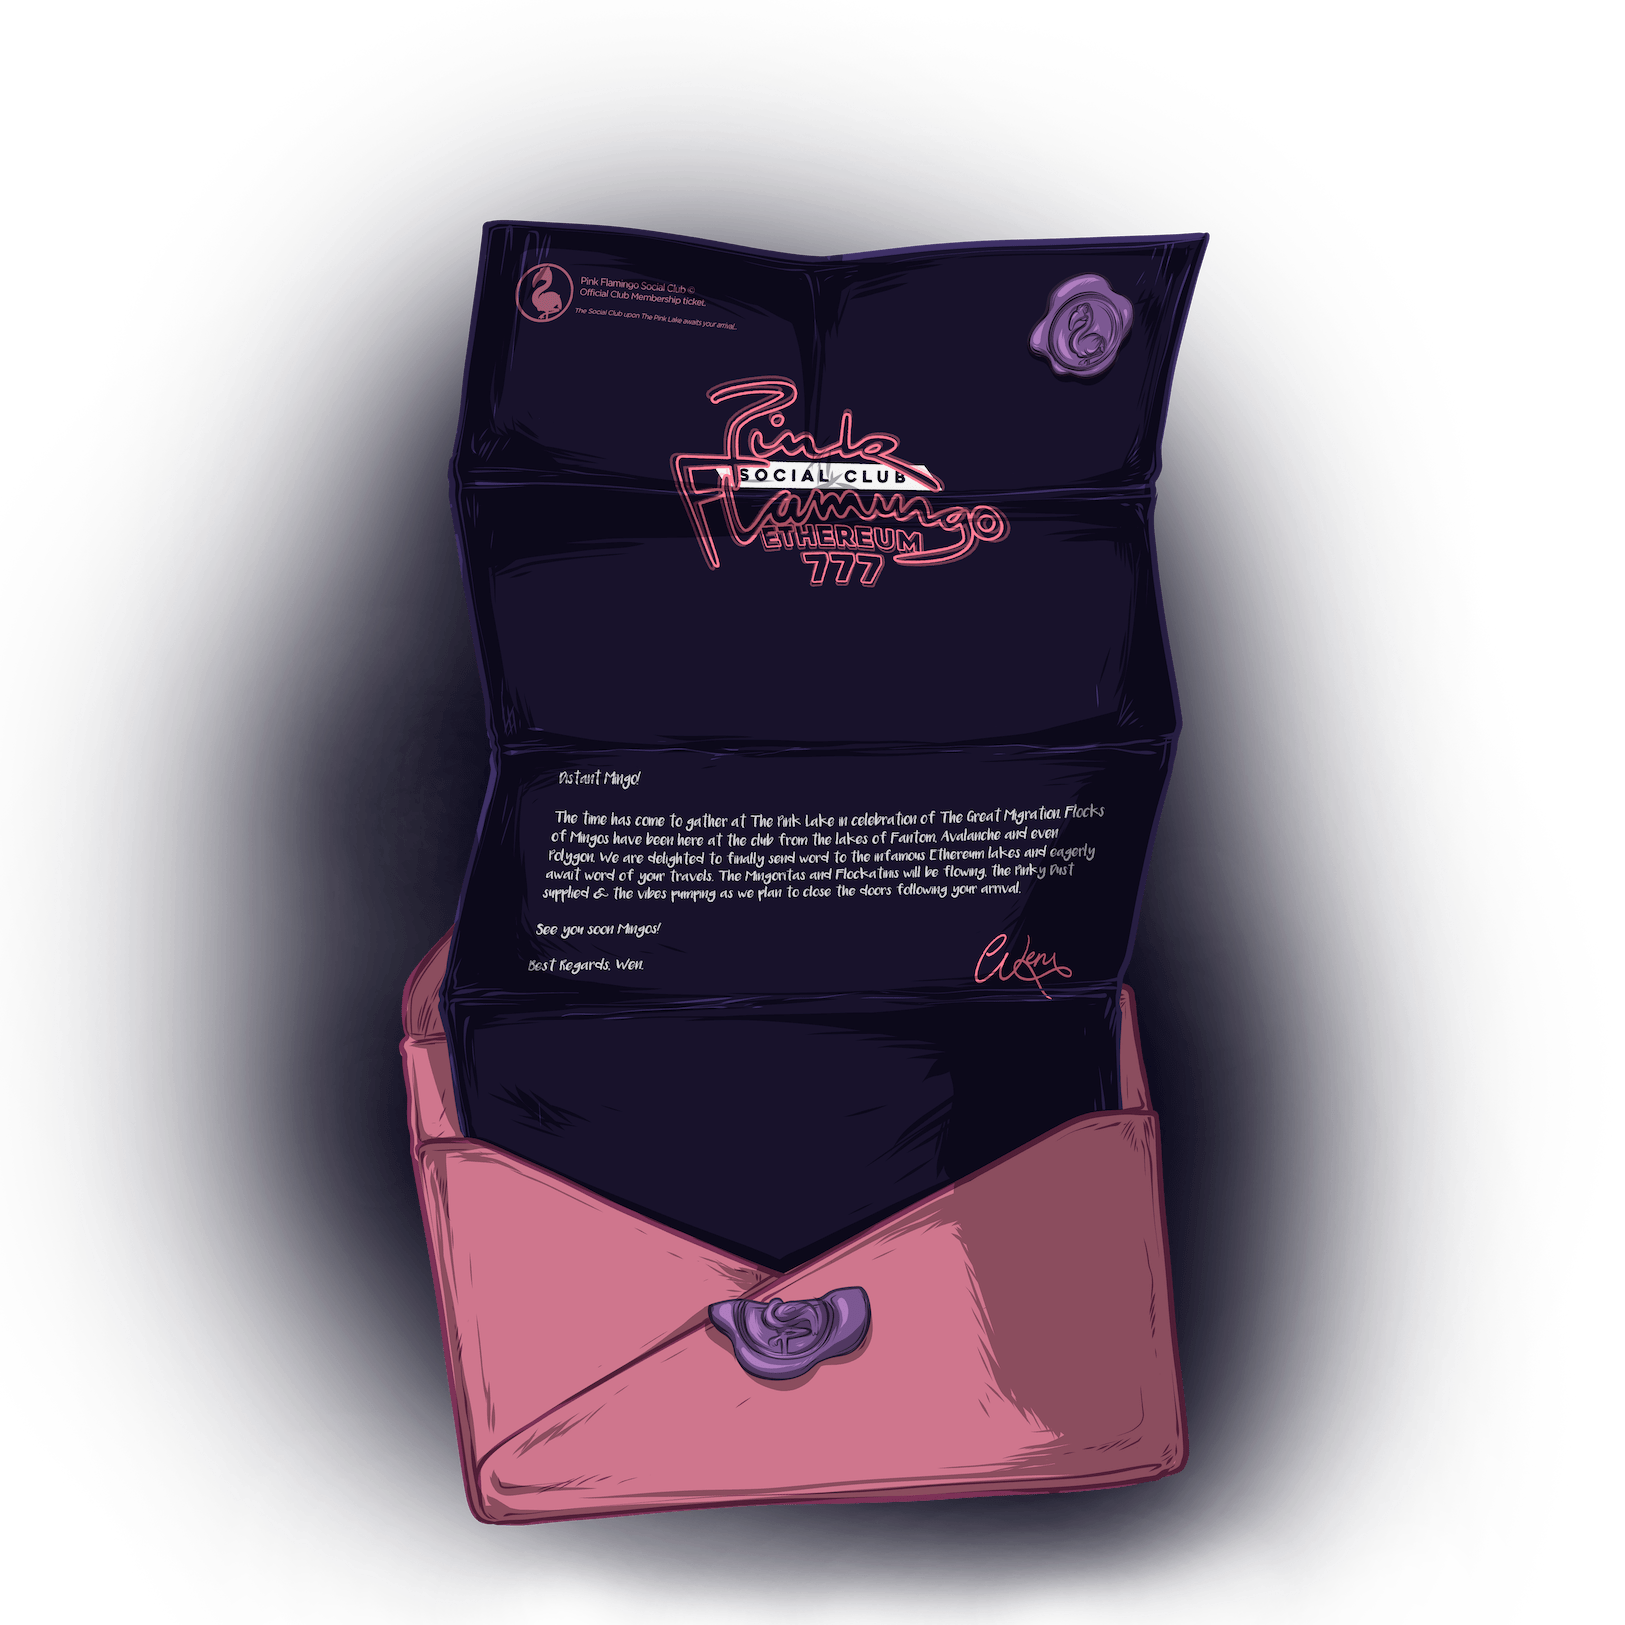 Pink Flamingo Social Club ©
Official Club Membership ticket.
The Social Club upon The Pink Lake awaits your arrival..
Pink
SOCIAL CLUB
Flamingo
ETHEREUM
777
Distant Mingo!
The time has come to gather at The Pink Lake in celebration of The Great Migration. Flocks
of Mingos have been here at the club from the lakes of Fantom, Avalanche and even
Polygon. We are delighted to finally send word to the infamous Ethereum lakes and eagerly
await word of your travels. The Mingoritas and Flockatinis will be flowing, the Pinky Dust
supplied & the vibes pumping as we plan to close the doors following your arrival.
See you soon Mingos!
Best Regards, Wen.
Wen